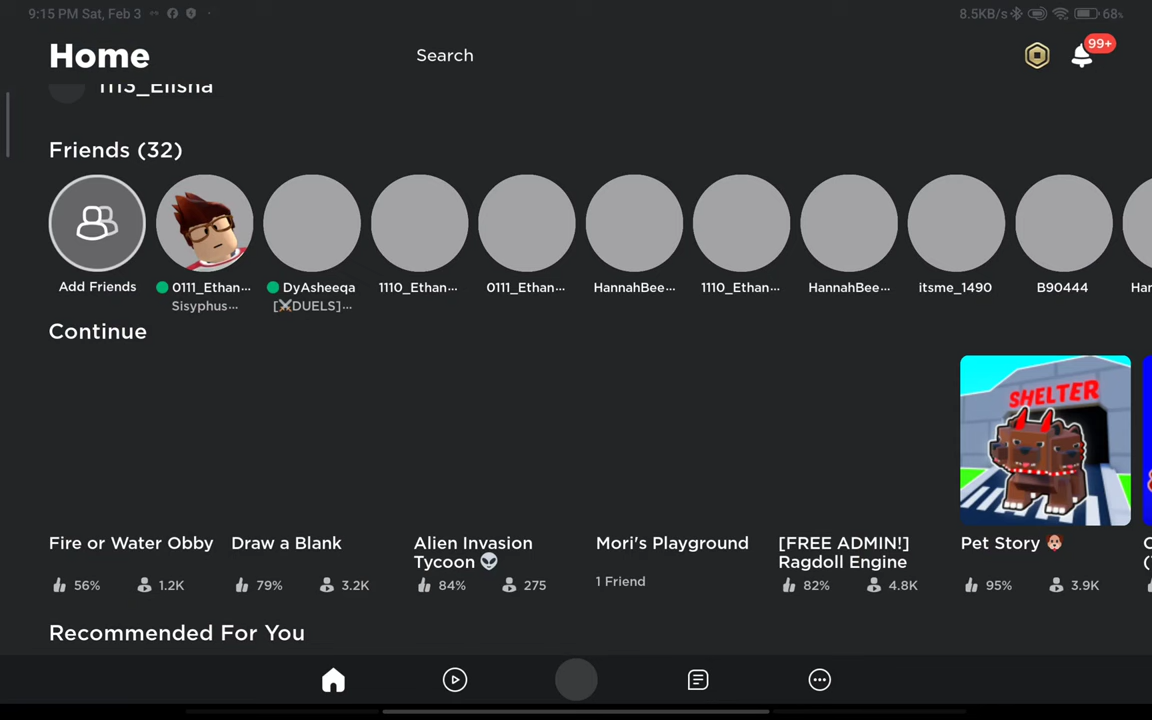 9:15 PM Sat, Feb 3
8.5KB/s
68%
Home
Search
99+
1113_Elisha
Friends (32)
Add Friends
0111_Ethan...
Sisyphus...
DyAsheeqa
[⚔DUELS]...
1110_Ethan...
0111_Ethan...
HannahBee...
1110_Ethan...
HannahBee...
itsme_1490
B90444
Har
Continue
SHELTER
Fire or Water Obby
56%
1.2K
Draw a Blank
79%
3.2K
Alien Invasion
Tycoon 👽
84%
275
Mori's Playground
1 Friend
[FREE ADMIN!]
Ragdoll Engine
82%
4.8K
Pet Story 🐶
95%
3.9K
Recommended For You